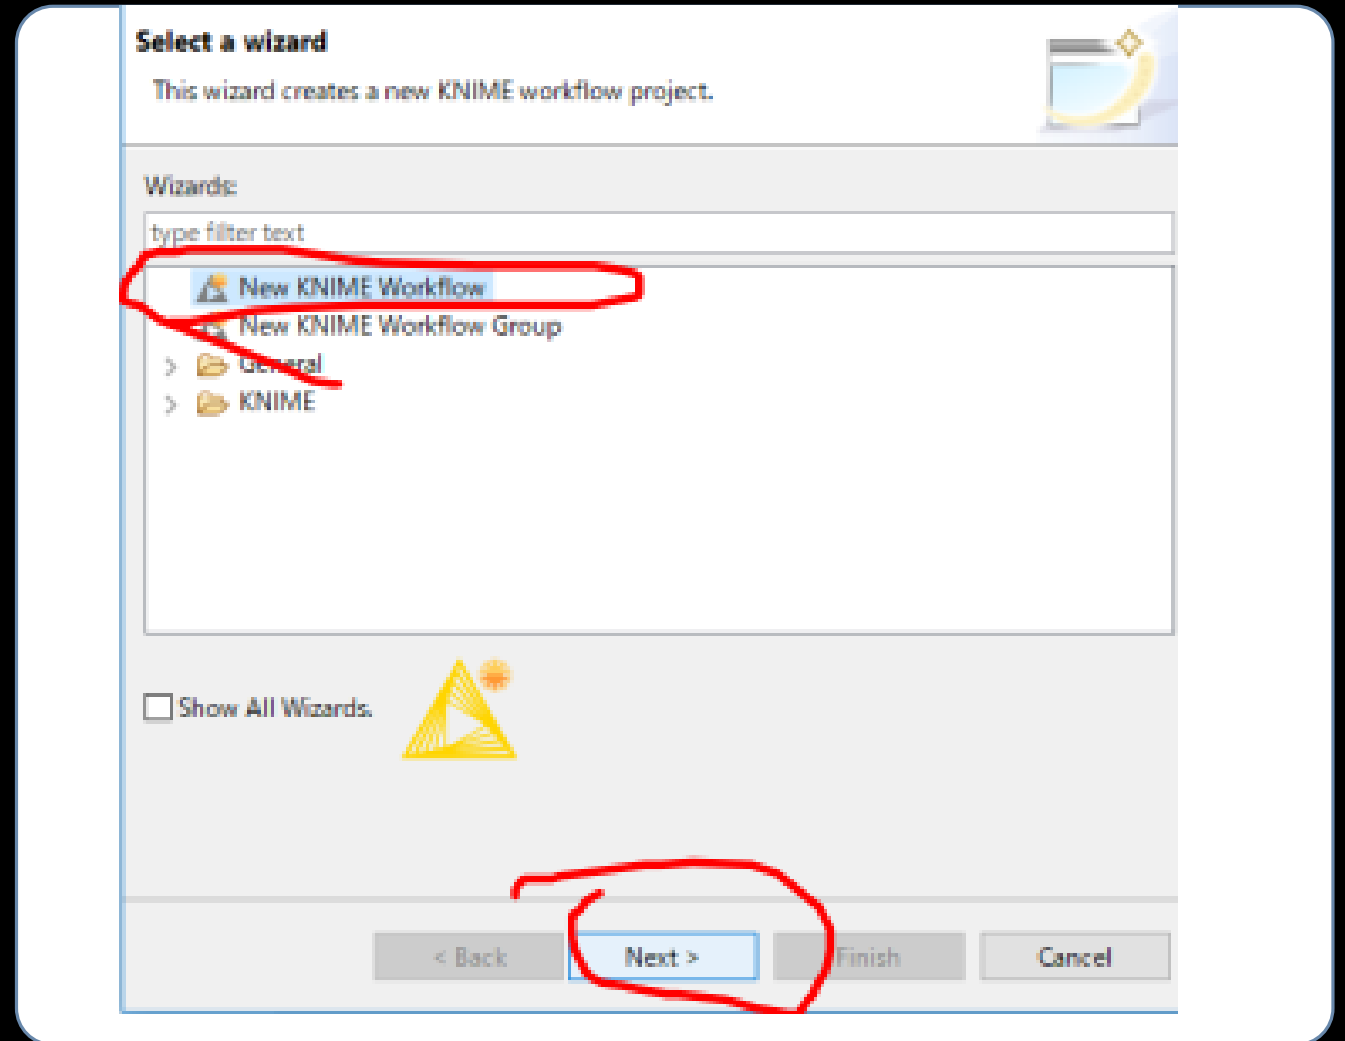 Select a wizard
This wizard creates a new KNIME workflow project.
Wizards:
type filter text
New KNIME Workflow
New KNIME Workflow Group
General
KNIME
Show All Wizards.
< Back Next > Finish Cancel